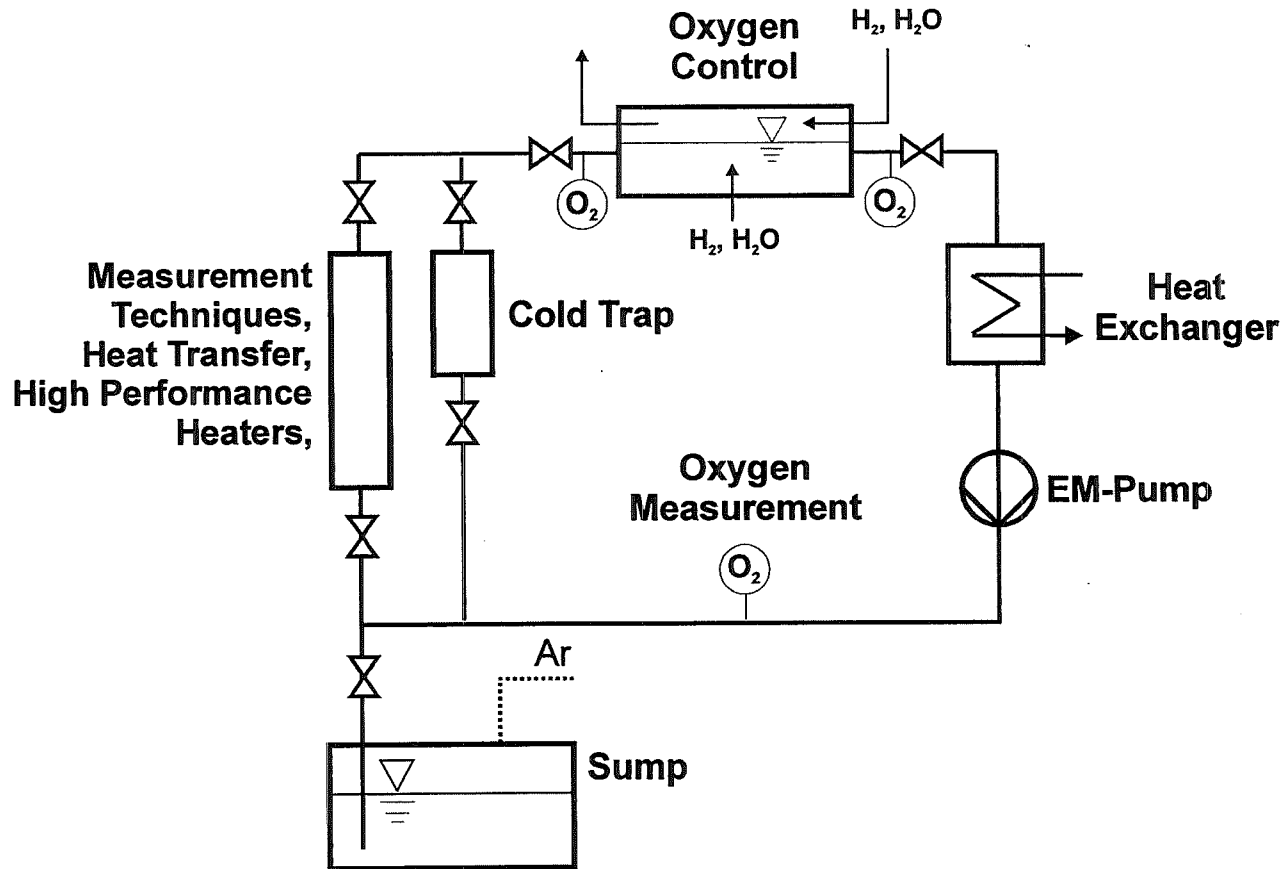 Oxygen
Control
H₂, H₂O
O₂
O₂
H₂, H₂O
Measurement
Techniques,
Heat Transfer,
High Performance
Heaters,
Cold Trap
Heat
Exchanger
Oxygen
Measurement
EM-Pump
O₂
Ar
Sump